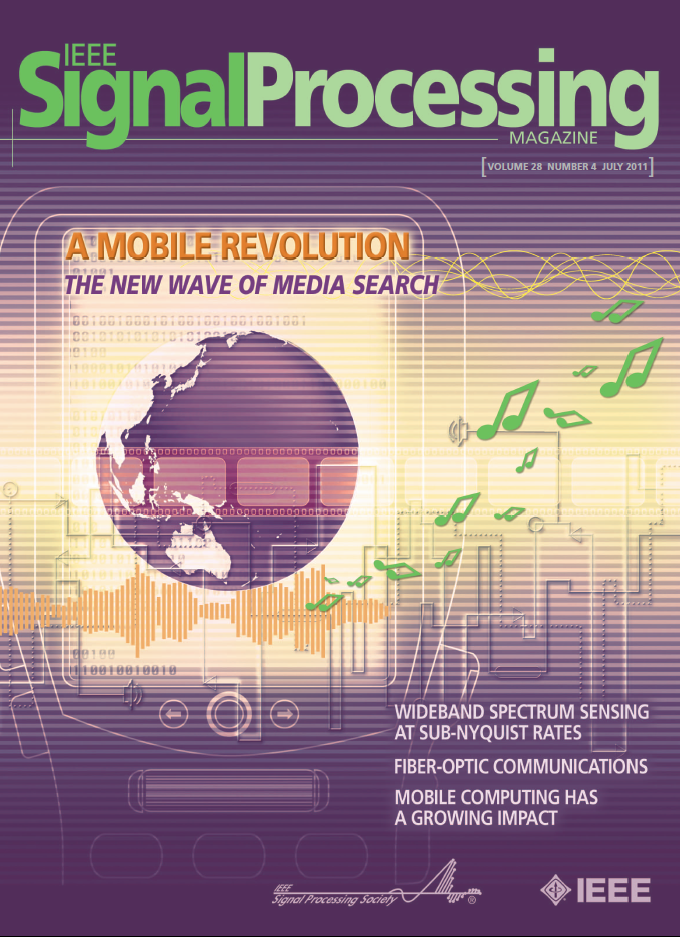 IEEE
SignalProcessing
MAGAZINE
[VOLUME 28 NUMBER 4 JULY 2011]
A MOBILE REVOLUTION
THE NEW WAVE OF MEDIA SEARCH
110010010010
WIDEBAND SPECTRUM SENSING
AT SUB-NYQUIST RATES
FIBER-OPTIC COMMUNICATIONS
MOBILE COMPUTING HAS
A GROWING IMPACT
IEEE
Signal Processing Society
®
IEEE